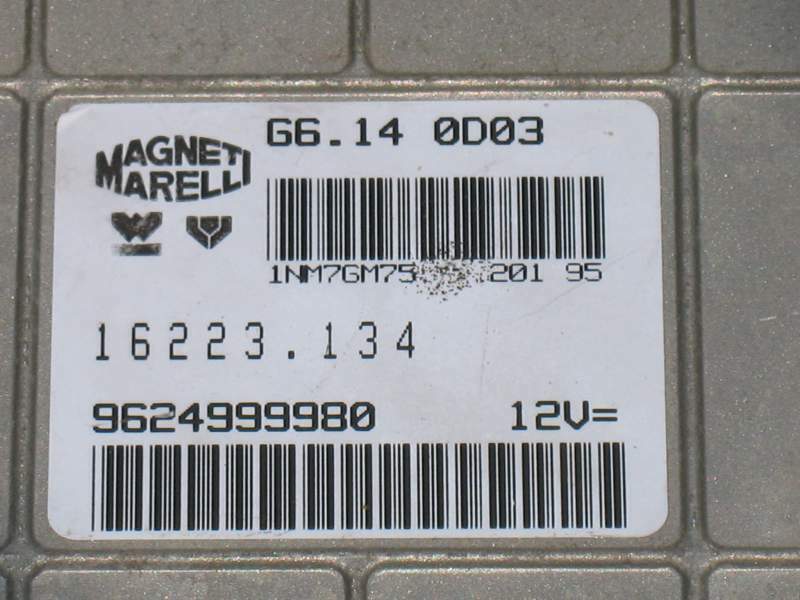 MAGNETI
MARELLI
G6.14 0D03
1NM7GM75 201 95
16223.134
9624999980 12V=